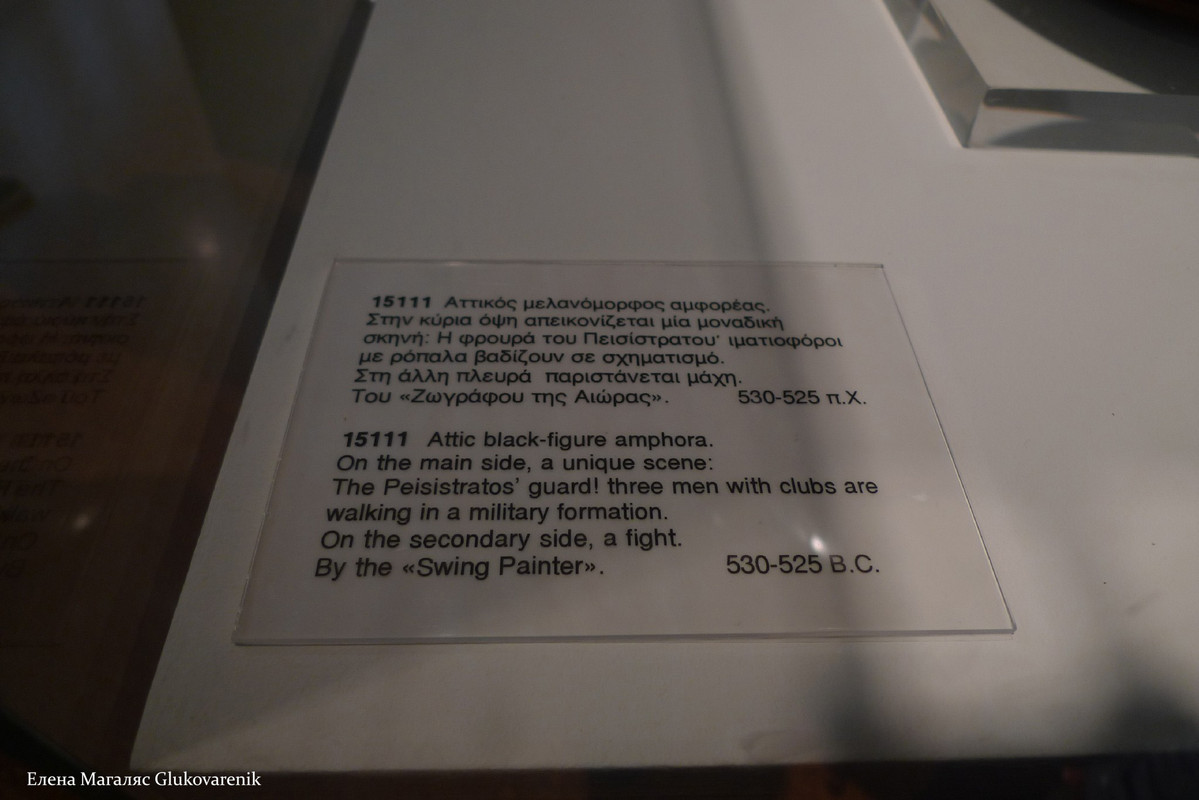 15111 Αττικός μελανόμορφος αμφορέας.
Στην κύρια όψη απεικονίζεται μία μοναδική
σκηνή: Η φρουρά του Πεισίστρατου· ιματιοφόροι
με ρόπαλα βαδίζουν σε σχηματισμό.
Στη άλλη πλευρά παριστάνεται μάχη.
Του «Ζωγράφου της Αιώρας». 530-525 π.Χ.
15111 Attic black-figure amphora.
On the main side, a unique scene:
The Peisistratos' guard! three men with clubs are
walking in a military formation.
On the secondary side, a fight.
By the «Swing Painter». 530-525 B.C.
Елена Магаляс Glukovarenik